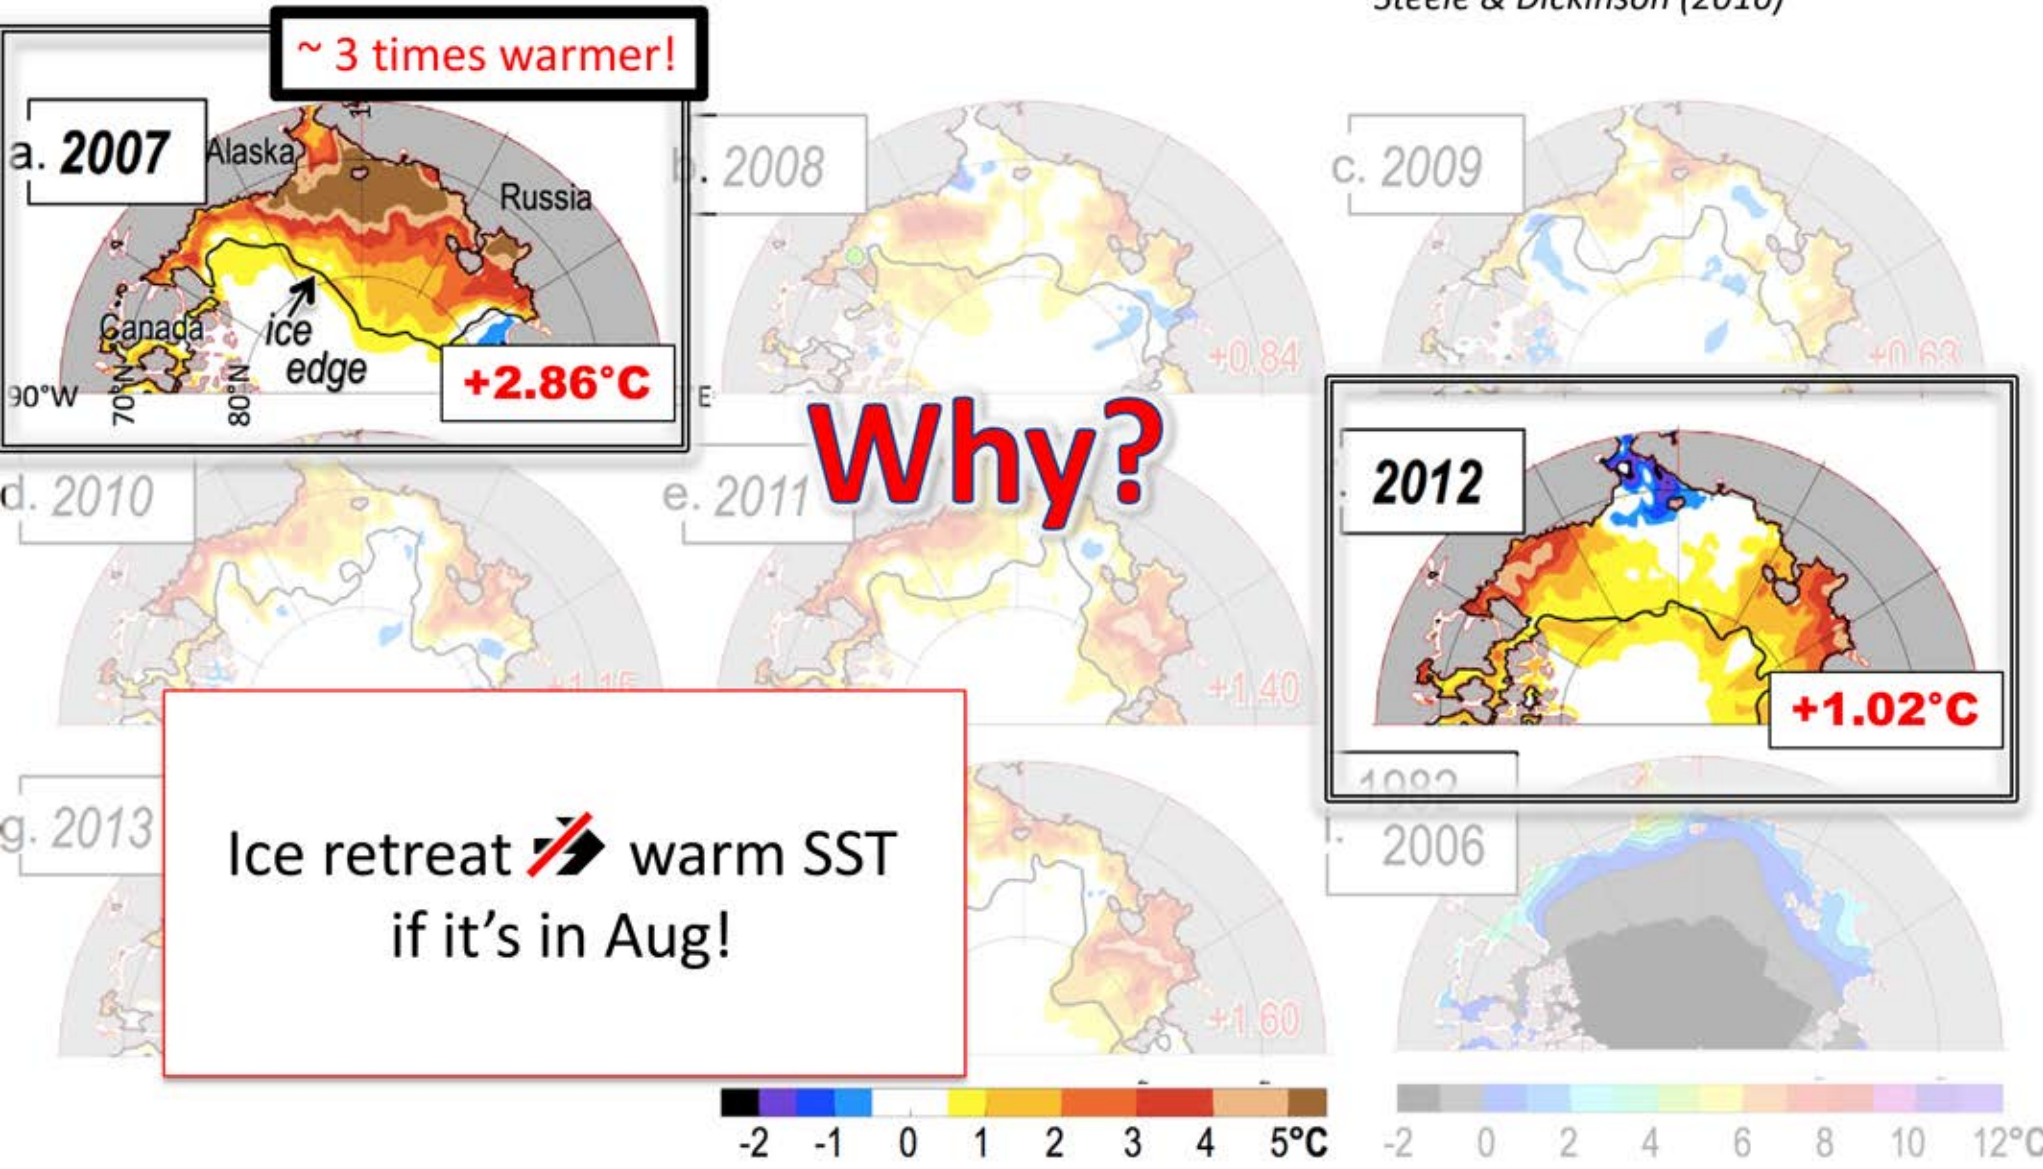 Steele & Dickinson (2016)
~ 3 times warmer!
a. 2007
Alaska
Russia
Canada
ice
edge
+2.86°C
90°W
70°N
80°N
b. 2008
+0.84
E
c. 2009
+0.63
Why?
d. 2010
+1.15
e. 2011
+1.40
2012
+1.02°C
g. 2013
Ice retreat warm SST
if it's in Aug!
+1.60
1982
i. 2006
-2 -1 0 1 2 3 4 5°C
-2 0 2 4 6 8 10 12°C